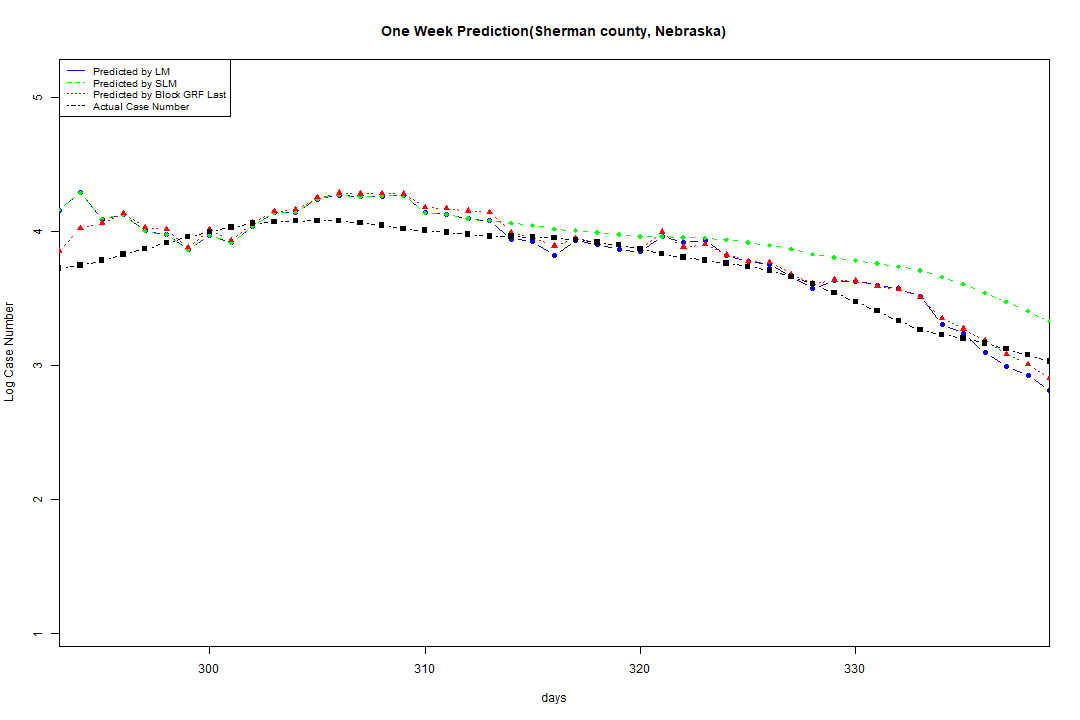 One Week Prediction(Sherman county, Nebraska)
Predicted by LM
Predicted by SLM
Predicted by Block GRF Last
Actual Case Number
5
4
3
2
1
Log Case Number
300 310 320 330
days